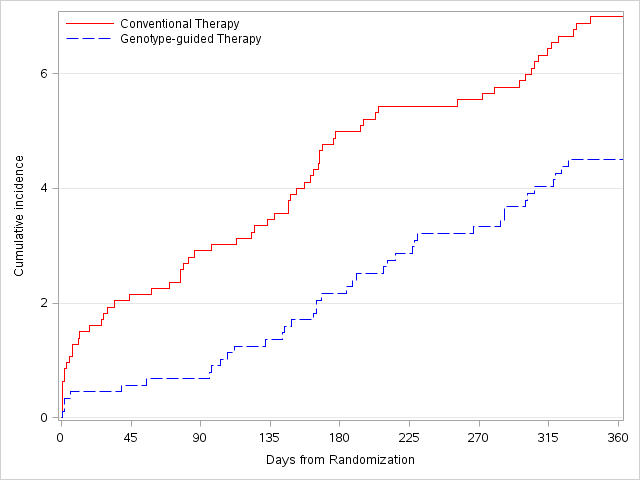 Conventional Therapy
Genotype-guided Therapy
Cumulative incidence
6
4
2
0
0 45 90 135 180 225 270 315 360
Days from Randomization